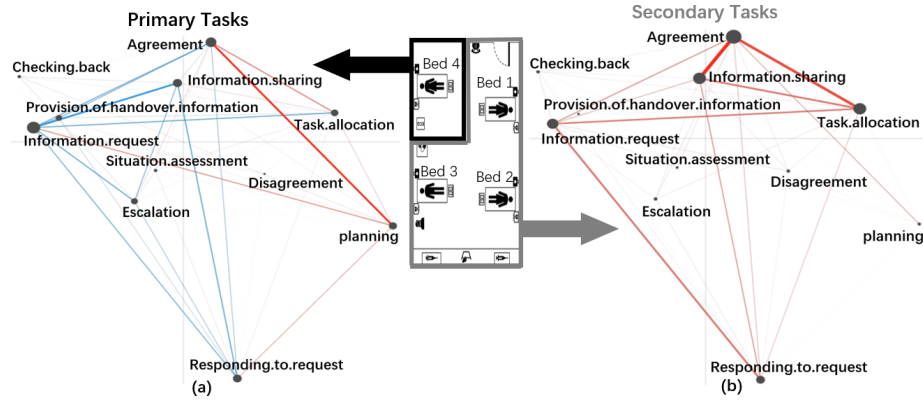 Primary Tasks
Agreement
Checking.back
Information.sharing
Provision.of.handover.information
Task.allocation
Information.request
Situation.assessment
Disagreement
Escalation
planning
Responding.to.request
(a)
Bed 4
Bed 1
Bed 3
Bed 2
Secondary Tasks
Agreement
Checking.back
Information.sharing
Provision.of.handover.information
Task.allocation
Information.request
Situation.assessment
Disagreement
Escalation
planning
Responding.to.request
(b)